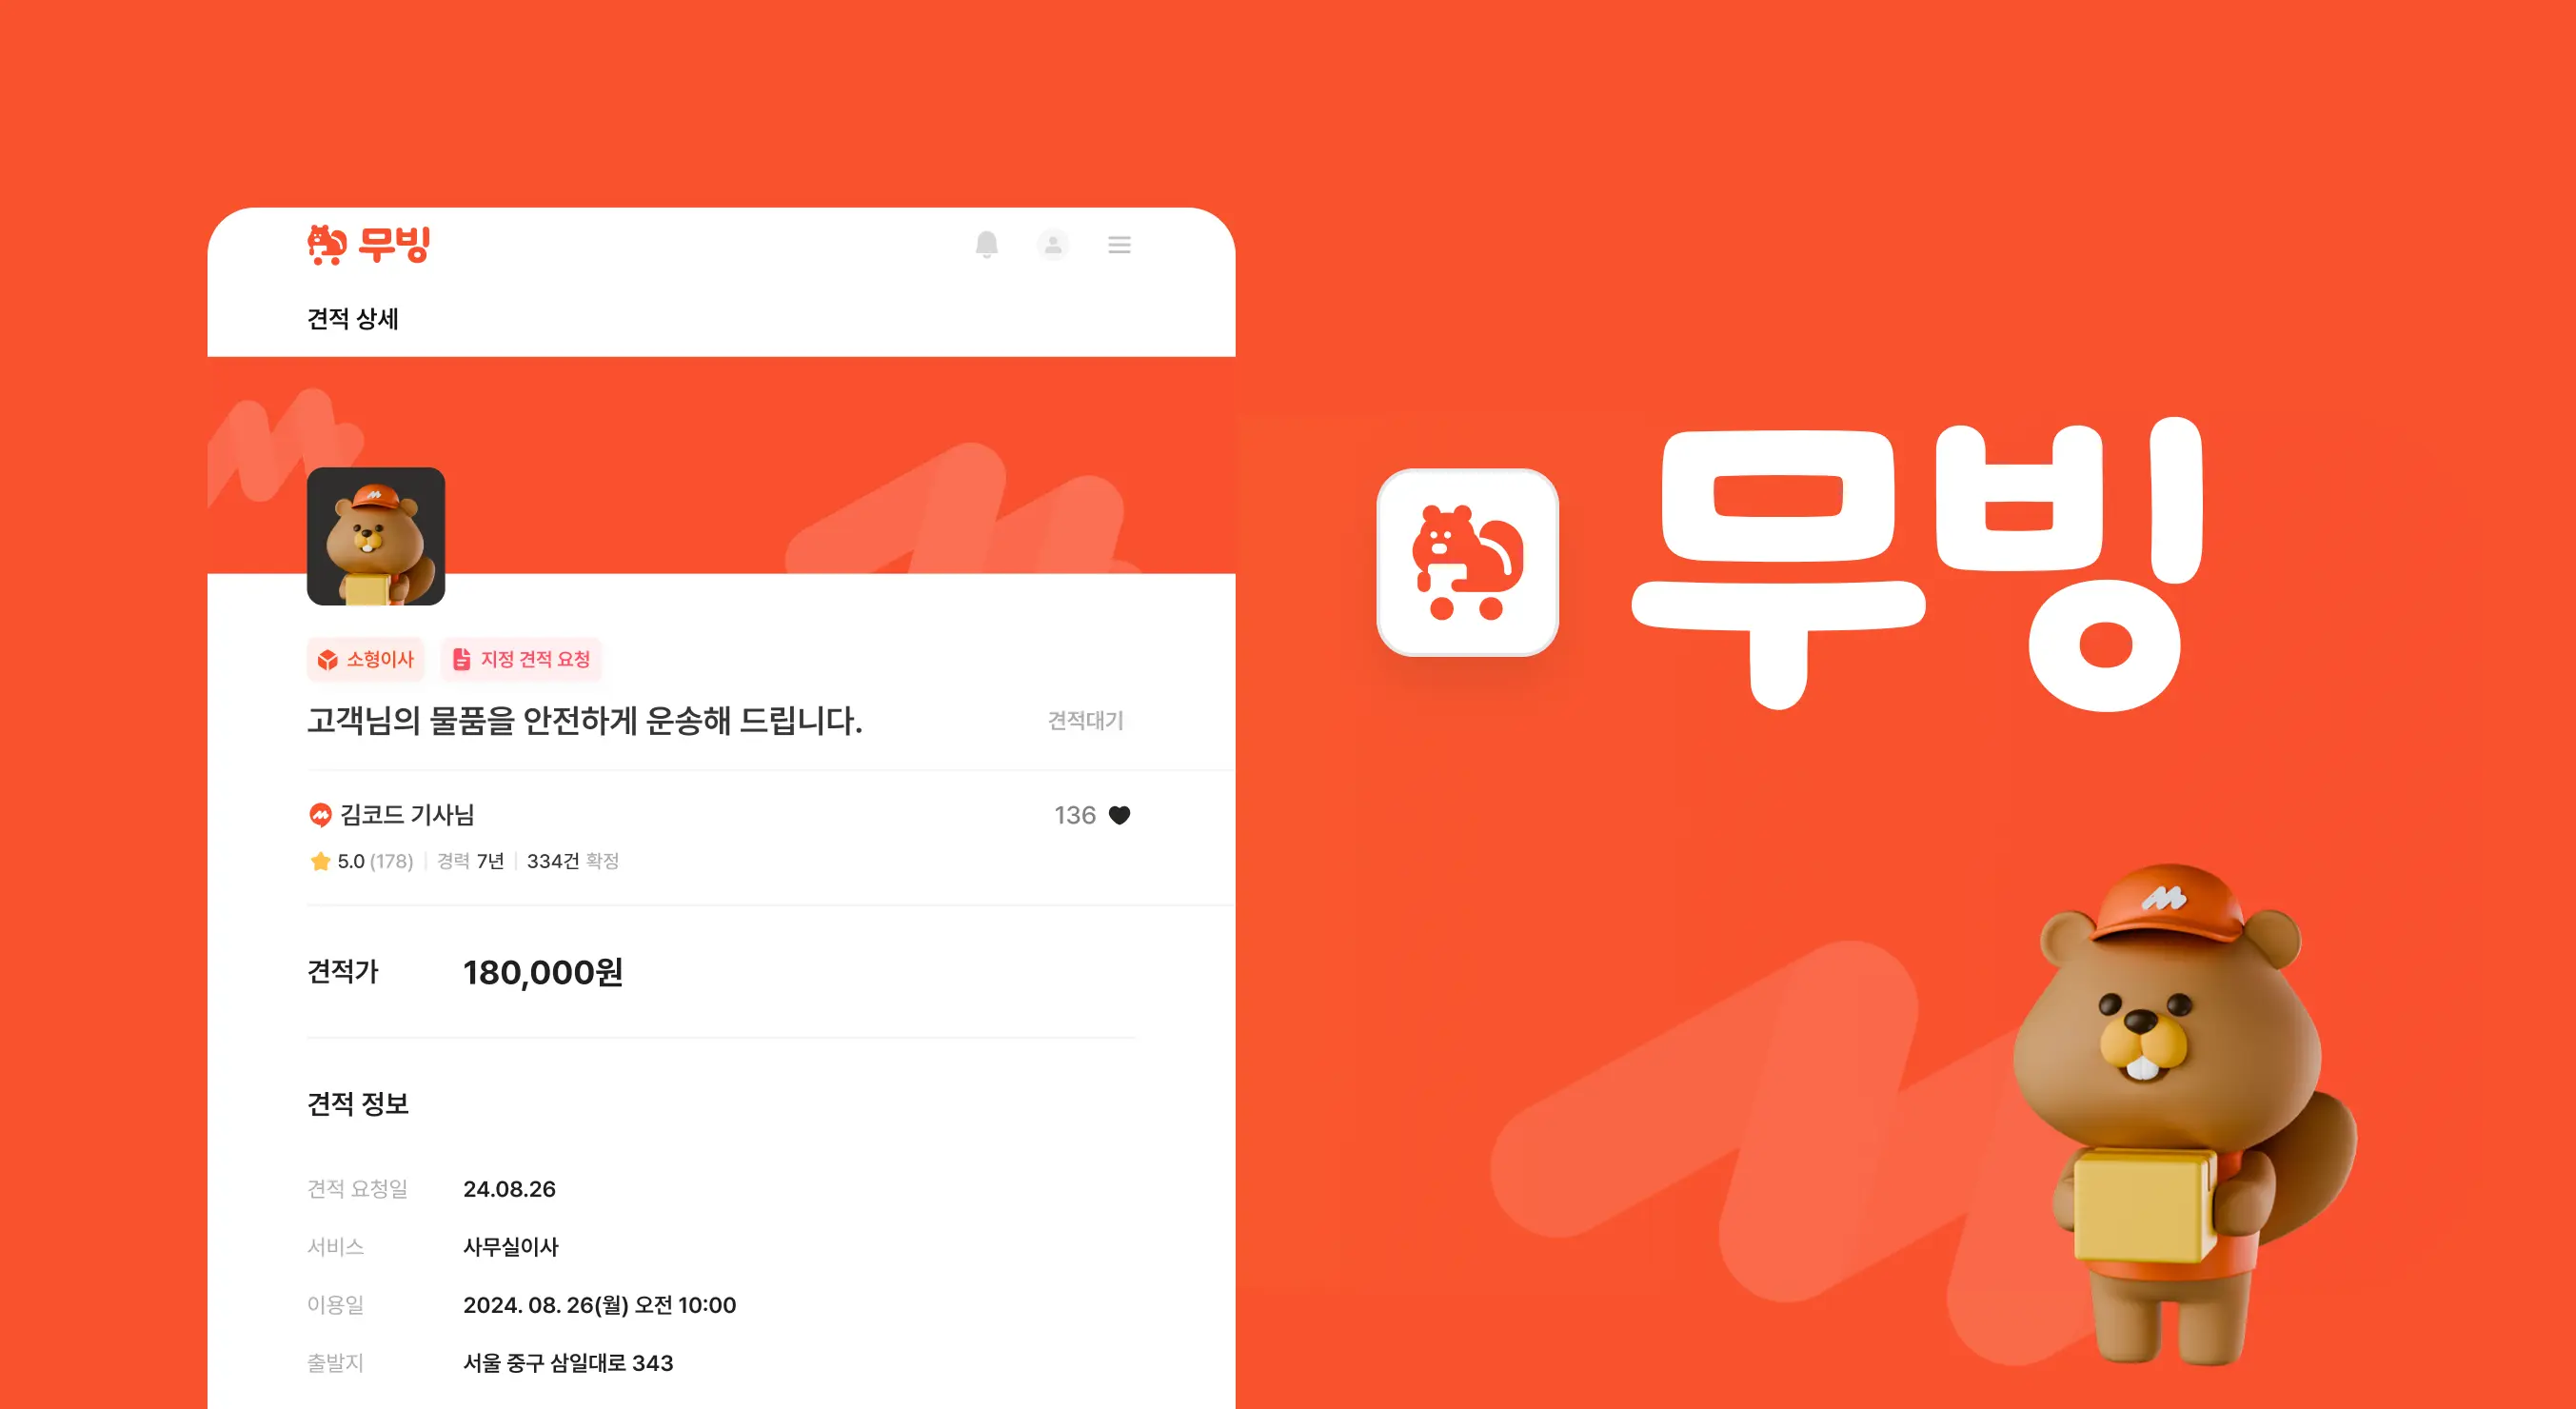 무빙
견적 상세
소형이사 지정 견적 요청
고객님의 물품을 안전하게 운송해 드립니다. 견적대기
김코드 기사님 136
5.0 (178) 경력 7년 334건 확정
견적가 180,000원
견적 정보
견적 요청일 24.08.26
서비스 사무실이사
이용일 2024. 08. 26(월) 오전 10:00
출발지 서울 중구 삼일대로 343
무빙